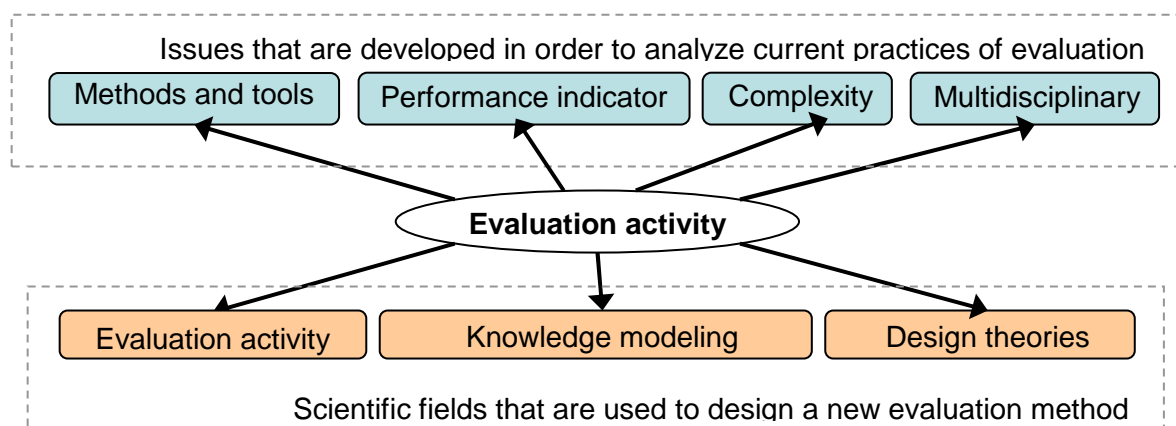 Issues that are developed in order to analyze current practices of evaluation
Methods and tools
Performance indicator
Complexity
Multidisciplinary
Evaluation activity
Evaluation activity
Knowledge modeling
Design theories
Scientific fields that are used to design a new evaluation method